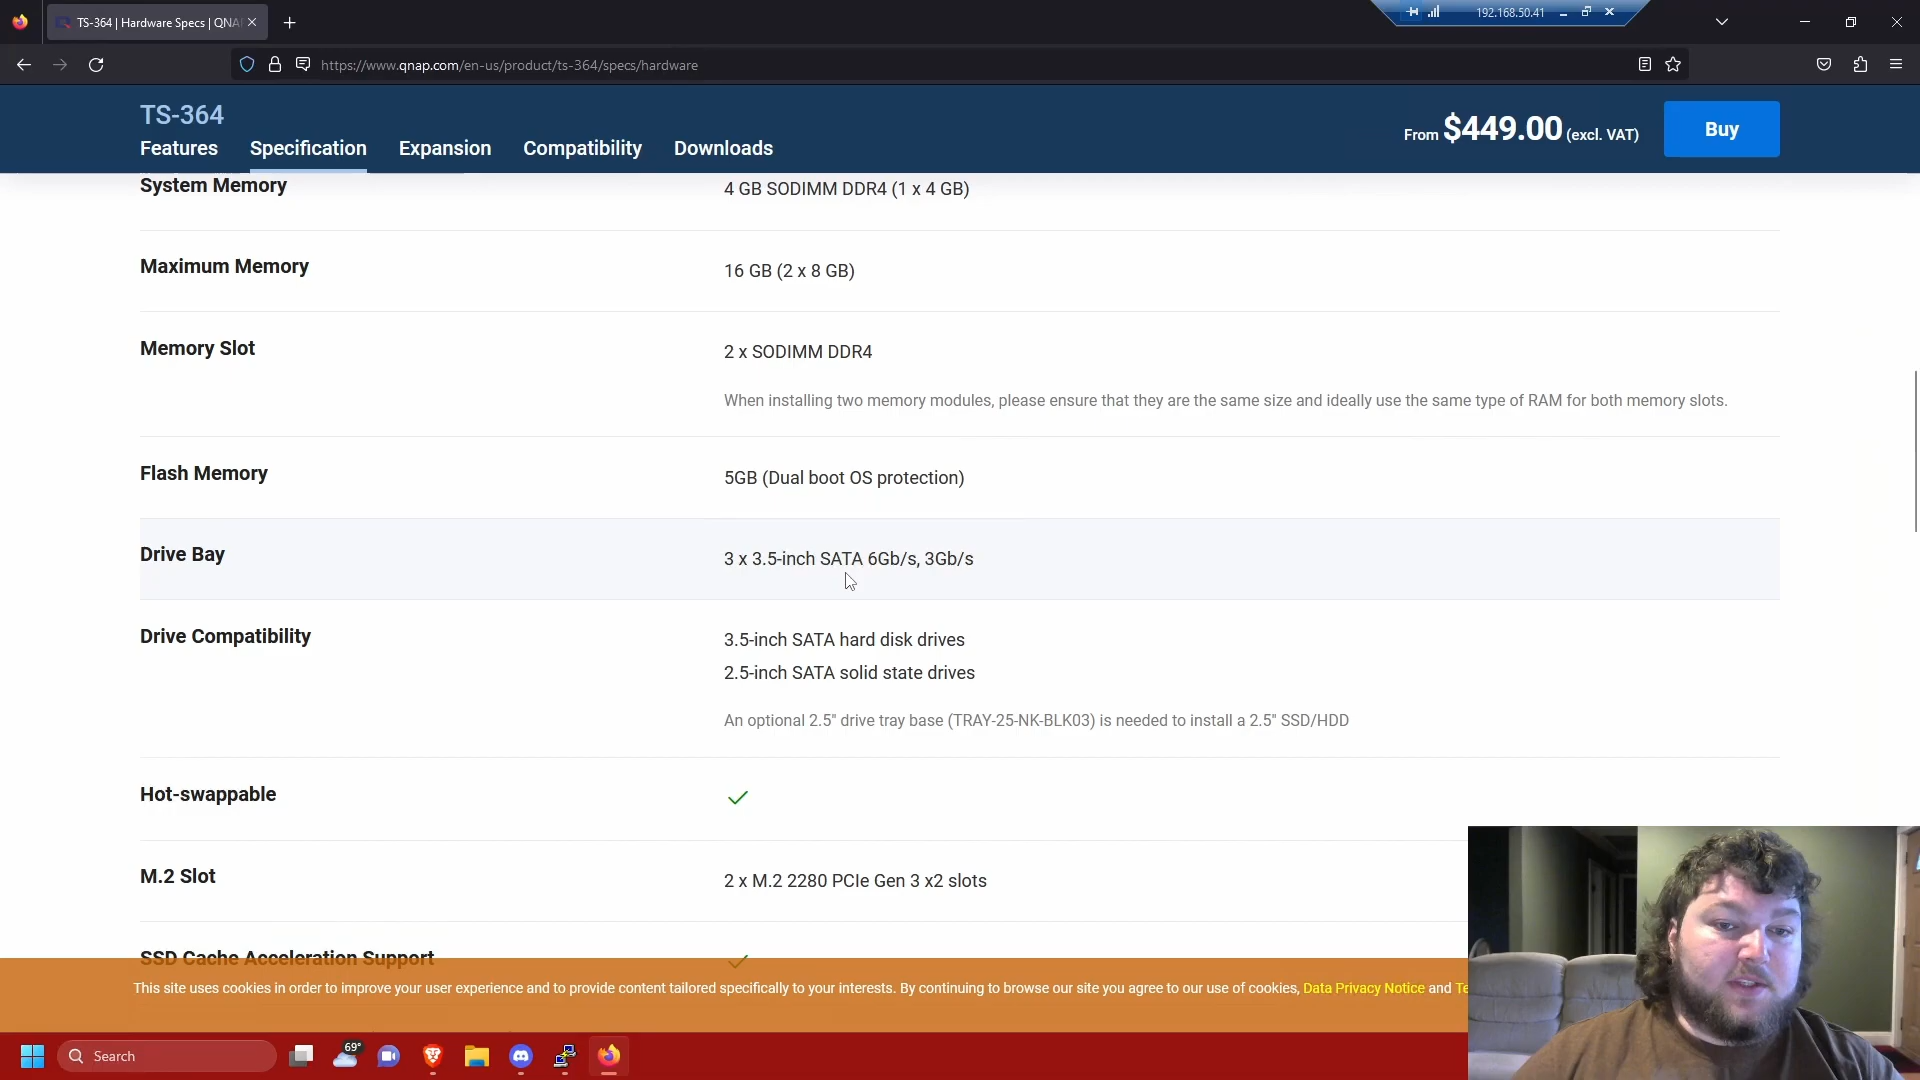 TS-364 | Hardware Specs | QNA
192.168.50.41
https://www.qnap.com/en-us/product/ts-364/specs/hardware
TS-364
Features Specification Expansion Compatibility Downloads
From $449.00 (excl. VAT)
Buy
System Memory
4 GB SODIMM DDR4 (1 x 4 GB)
Maximum Memory
16 GB (2 x 8 GB)
Memory Slot
2 x SODIMM DDR4
When installing two memory modules, please ensure that they are the same size and ideally use the same type of RAM for both memory slots.
Flash Memory
5GB (Dual boot OS protection)
Drive Bay
3 x 3.5-inch SATA 6Gb/s, 3Gb/s
Drive Compatibility
3.5-inch SATA hard disk drives
2.5-inch SATA solid state drives
An optional 2.5" drive tray base (TRAY-25-NK-BLK03) is needed to install a 2.5" SSD/HDD
Hot-swappable
M.2 Slot
2 x M.2 2280 PCIe Gen 3 x2 slots
SSD Cache Acceleration Support
This site uses cookies in order to improve your user experience and to provide content tailored specifically to your interests. By continuing to browse our site you agree to our use of cookies, Data Privacy Notice and Te
Search
69°